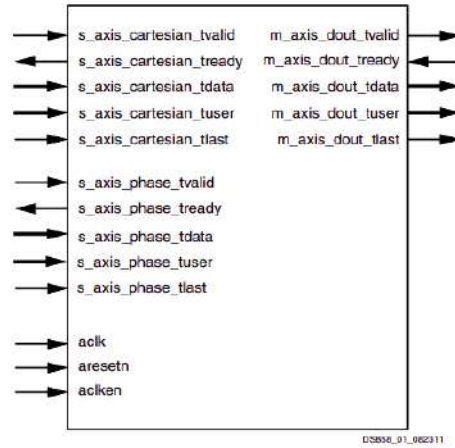 s_axis_cartesian_tvalid
s_axis_cartesian_tready
s_axis_cartesian_tdata
s_axis_cartesian_tuser
s_axis_cartesian_tlast
s_axis_phase_tvalid
s_axis_phase_tready
s_axis_phase_tdata
s_axis_phase_tuser
s_axis_phase_tlast
aclk
aresetn
aclken
m_axis_dout_tvalid
m_axis_dout_tready
m_axis_dout_tdata
m_axis_dout_tuser
m_axis_dout_tlast
DS858_01_082311